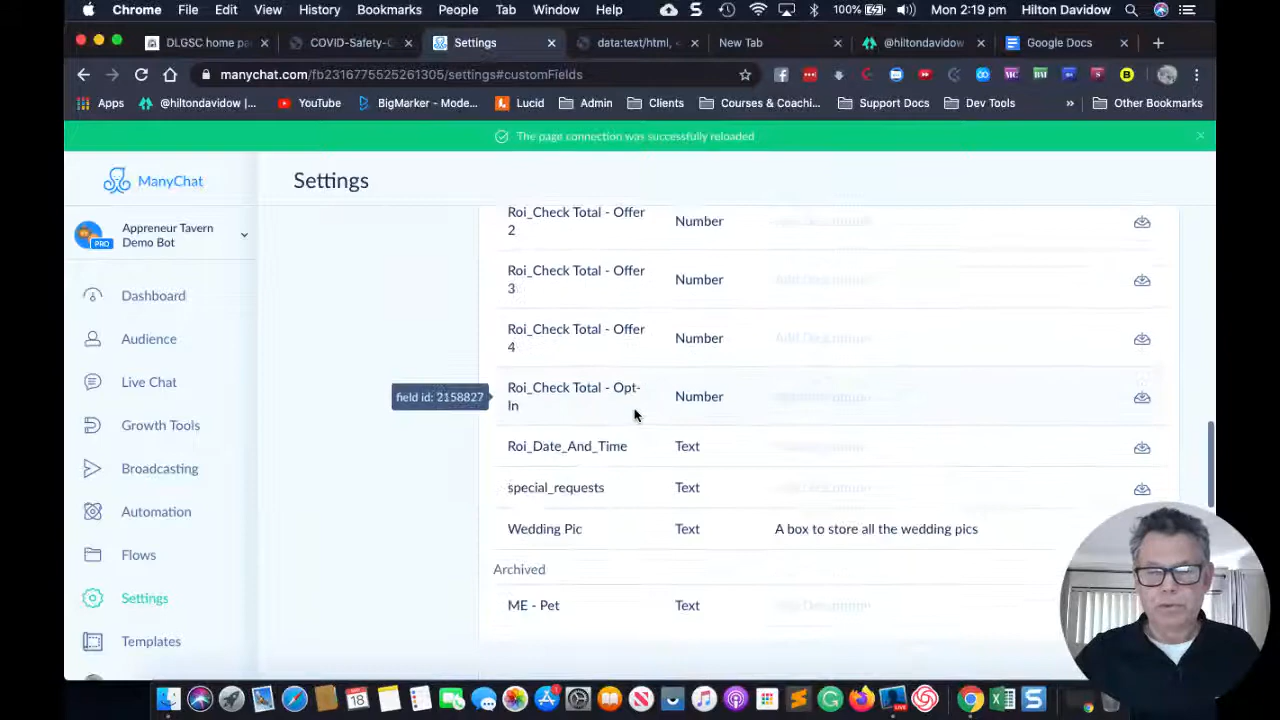 Chrome File Edit View History Bookmarks People Tab Window Help 100% Mon 2:19 pm Hilton Davidow
DLGSC home pa COVID-Safety-C Settings data:text/html, < New Tab @hiltondavidow Google Docs
manychat.com/fb2316775525261305/settings#customFields
Apps @hiltondavidow |... YouTube BigMarker - Mode... Lucid Admin Clients Courses & Coachi... Support Docs Dev Tools » Other Bookmarks
The page connection was successfully reloaded
ManyChat
Settings
Appreneur Tavern
Demo Bot
PRO
Dashboard
Audience
Live Chat
Growth Tools
Broadcasting
Automation
Flows
Settings
Templates
Roi_Check Total - Offer
2
Number
Roi_Check Total - Offer
3
Number
Roi_Check Total - Offer
4
Number
field id: 2158827
Roi_Check Total - Opt-
In
Number
Roi_Date_And_Time Text
special_requests Text
Wedding Pic Text A box to store all the wedding pics
Archived
ME - Pet Text